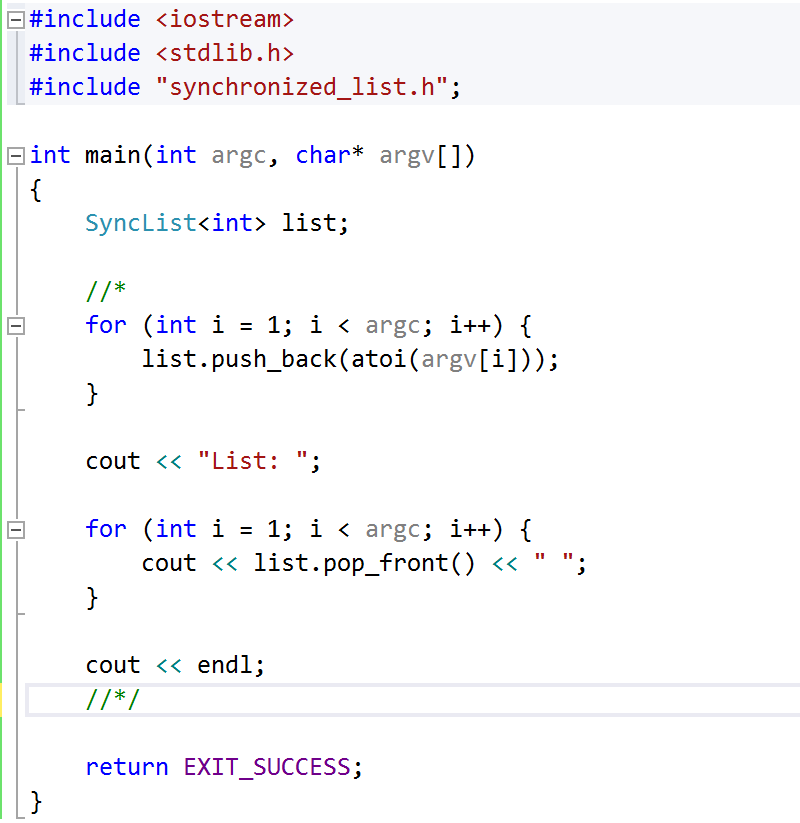 #include <iostream>
#include <stdlib.h>
#include "synchronized_list.h";
int main(int argc, char* argv[])
{
SyncList<int> list;
//*
for (int i = 1; i < argc; i++) {
list.push_back(atoi(argv[i]));
}
cout << "List: ";
for (int i = 1; i < argc; i++) {
cout << list.pop_front() << " ";
}
cout << endl;
//*/
return EXIT_SUCCESS;
}